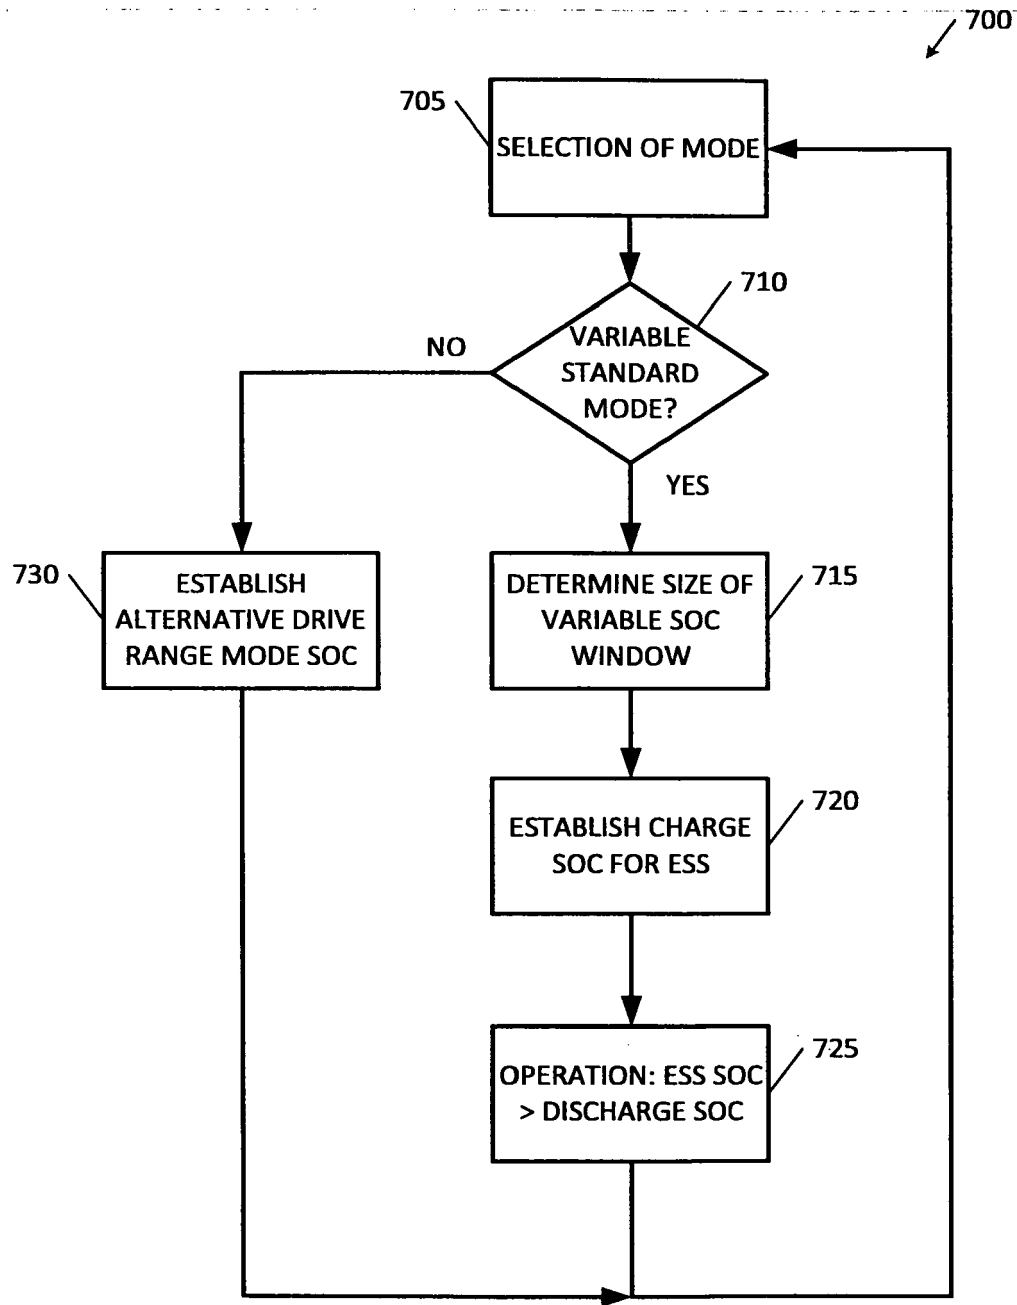 700
705
SELECTION OF MODE
710
VARIABLE
STANDARD
MODE?
NO
YES
730
ESTABLISH
ALTERNATIVE DRIVE
RANGE MODE SOC
DETERMINE SIZE OF
VARIABLE SOC
WINDOW
715
ESTABLISH CHARGE
SOC FOR ESS
720
OPERATION: ESS SOC
> DISCHARGE SOC
725